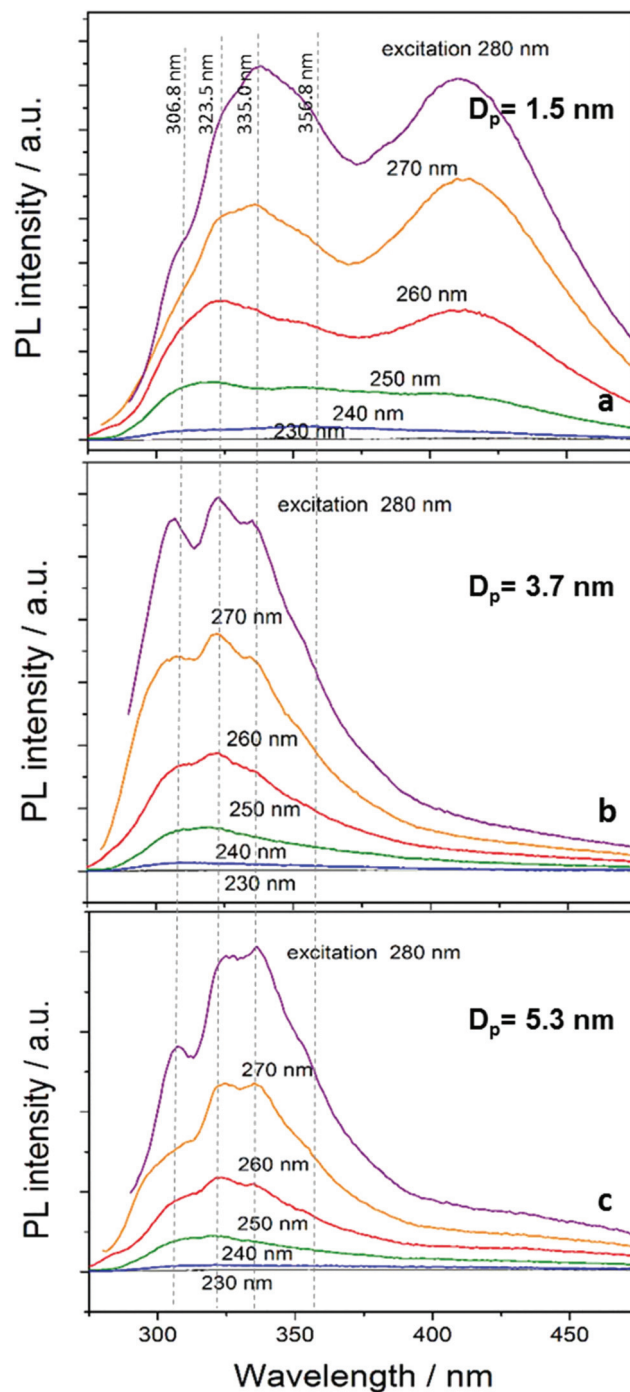 excitation 280 nm
306.8 nm
323.5 nm
335.0 nm
356.8 nm
Dp= 1.5 nm
270 nm
260 nm
250 nm
a
240 nm
230 nm
PL intensity / a.u.
excitation 280 nm
Dp= 3.7 nm
270 nm
260 nm
250 nm
b
240 nm
230 nm
PL intensity / a.u.
excitation 280 nm
Dp= 5.3 nm
270 nm
260 nm
250 nm
c
240 nm
230 nm
PL intensity / a.u.
300 350 400 450
Wavelength / nm